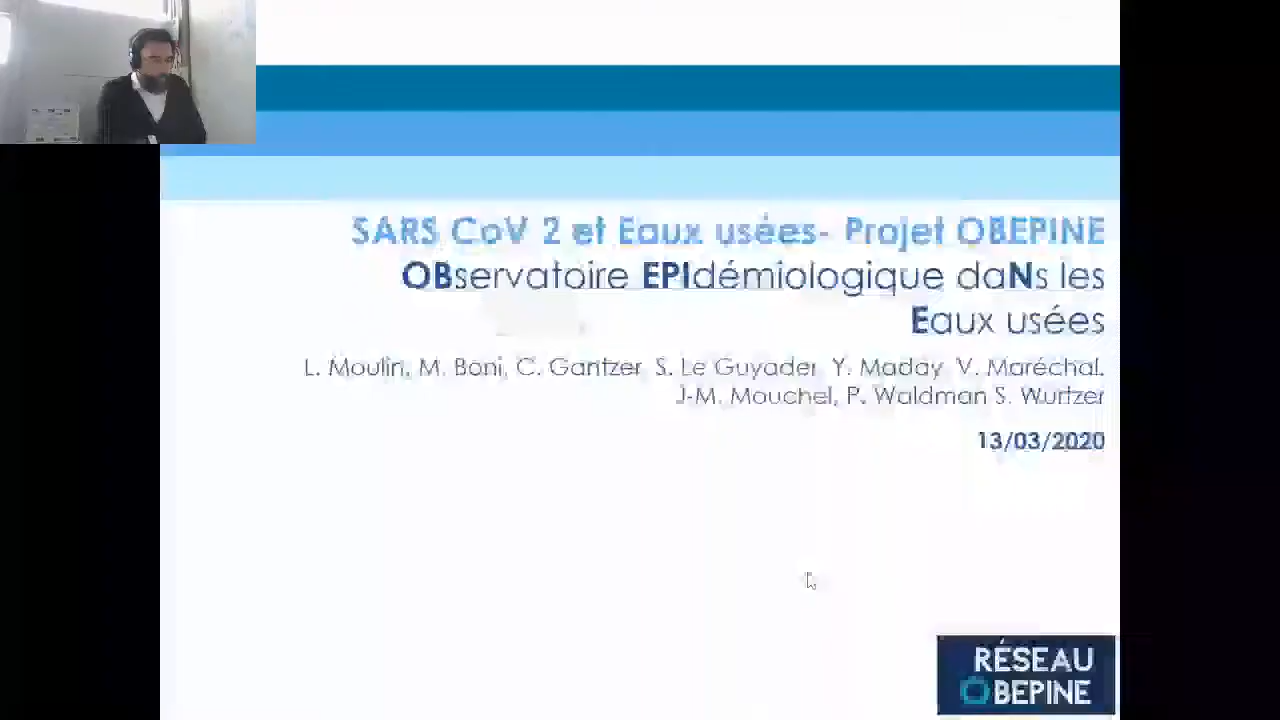 SARS CoV 2 et Eaux usées- Projet OBEPINE
OBservatoire EPIdémiologique daNs les
Eaux usées
L. Moulin, M. Boni, C. Gantzer, S. Le Guyader, Y. Maday, V. Maréchal,
J-M. Mouchel, P. Waldman S. Wurtzer
13/03/2020
RÉSEAU
OBEPINE